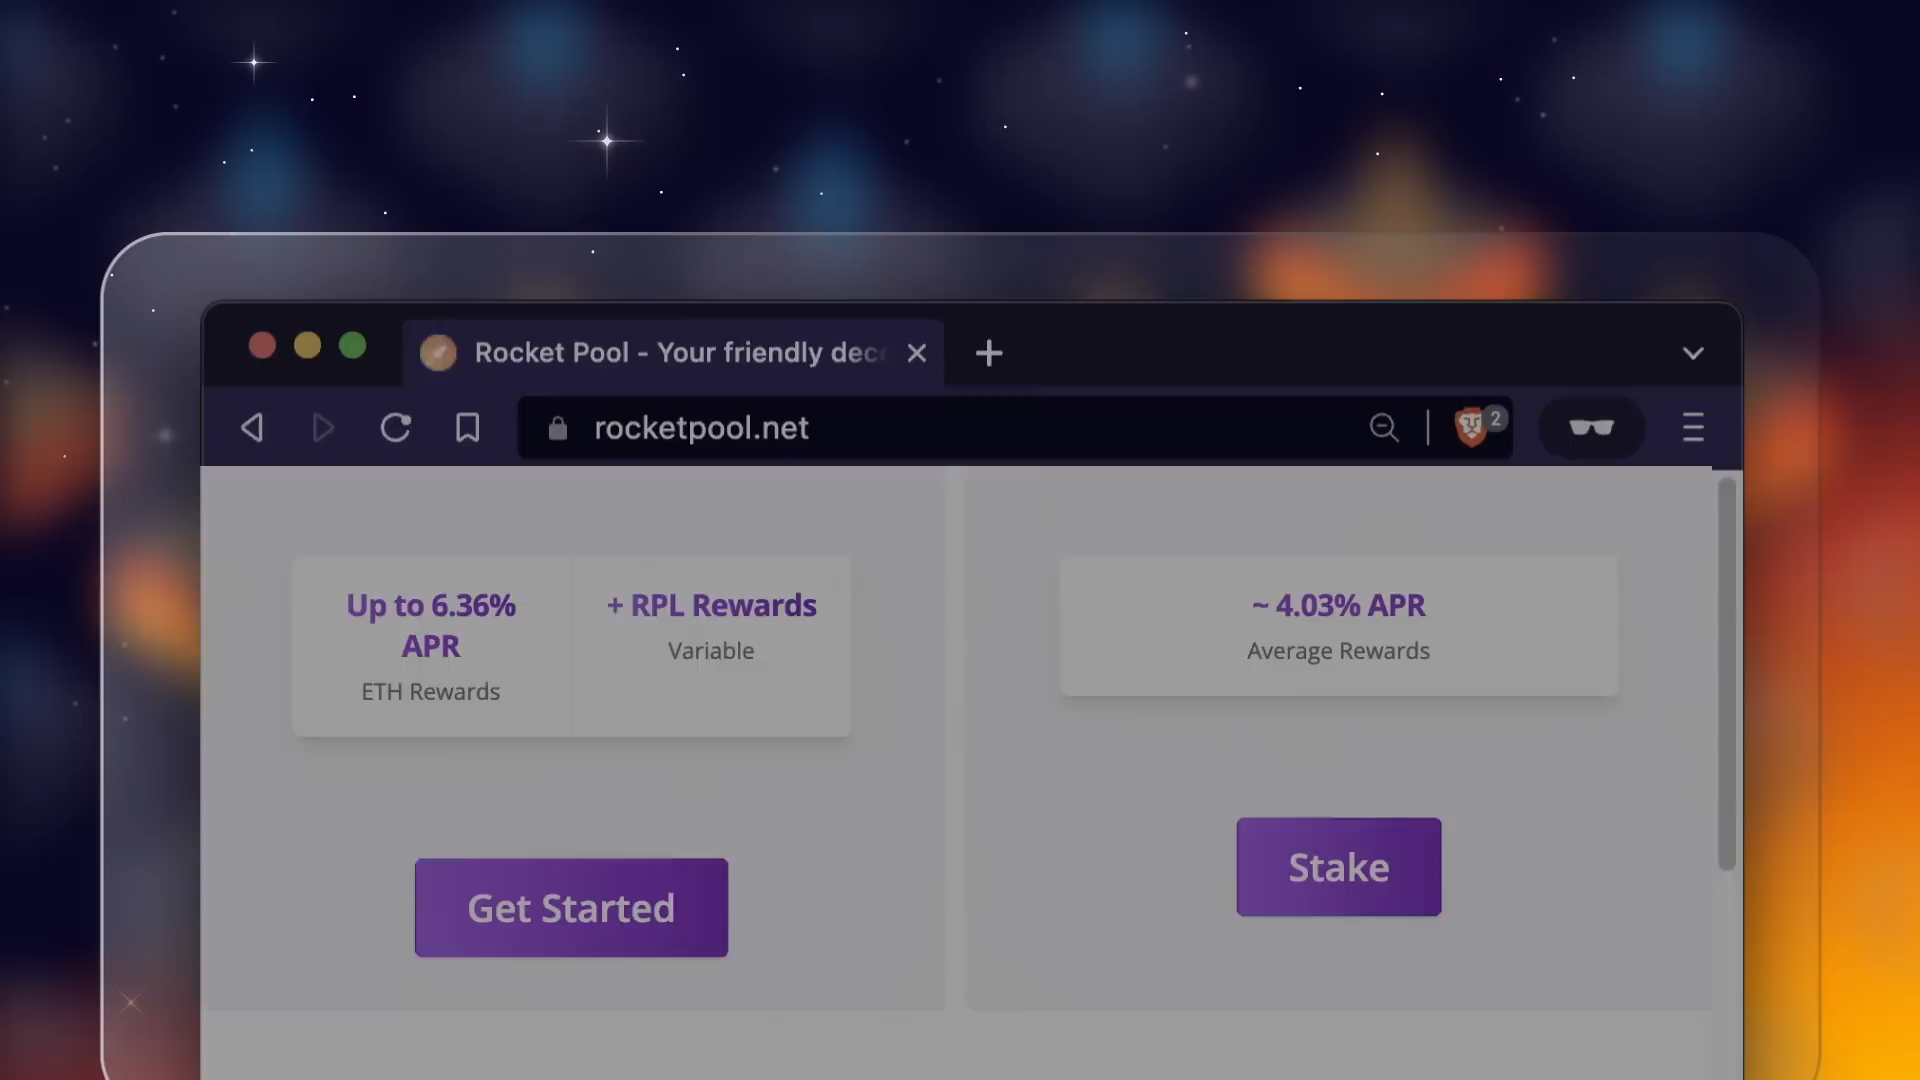 Rocket Pool - Your friendly dec
rocketpool.net
2
Up to 6.36%
APR
ETH Rewards
+ RPL Rewards
Variable
~ 4.03% APR
Average Rewards
Get Started
Stake